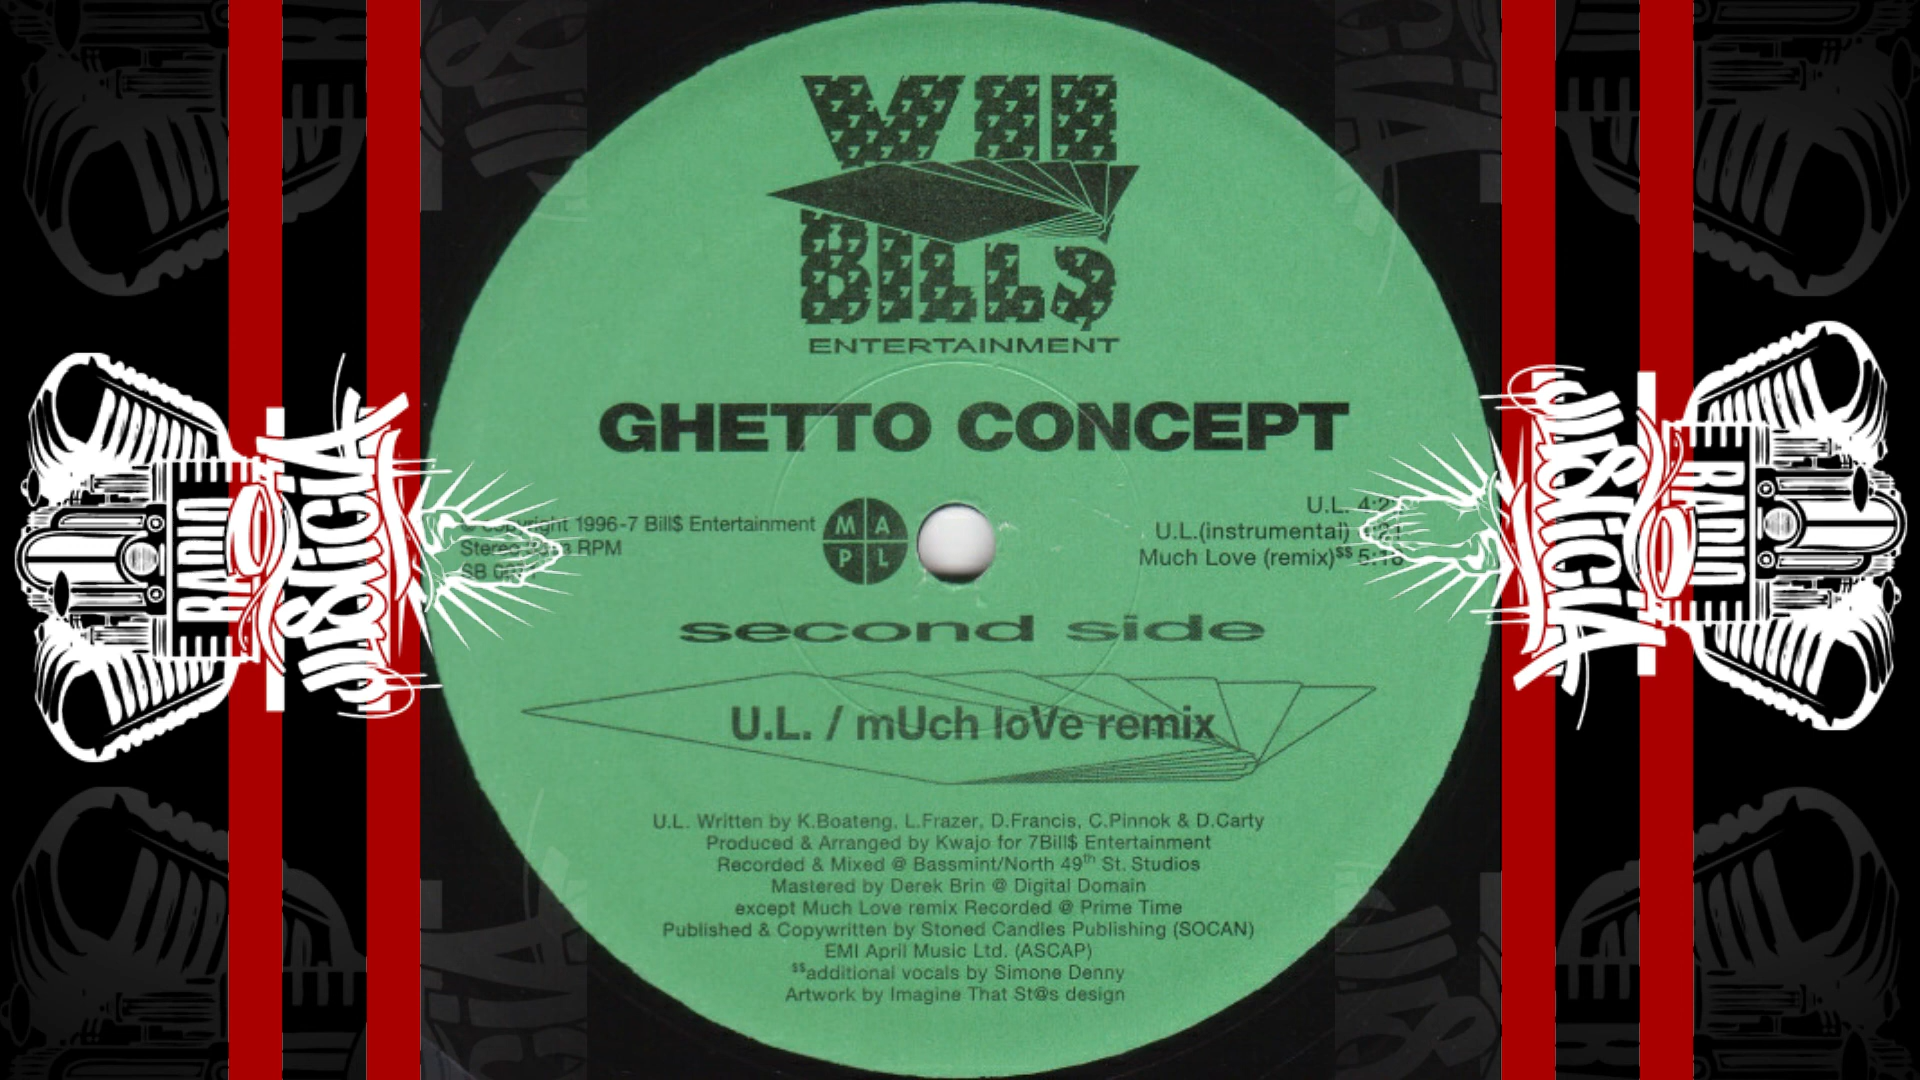 VII
BILL$
ENTERTAINMENT
GHETTO CONCEPT
© copyright 1996-7 Bill$ Entertainment
Stereo RPM
SB
M A
P L
U.L.
U.L.(instrumental)
Much Love (remix)$$ 5:18
second side
U.L. / mUch loVe remix
U.L. Written by K.Boateng, L.Frazer, D.Francis, C.Pinnok & D.Carty
Produced & Arranged by Kwajo for 7Bill$ Entertainment
Recorded & Mixed @ Bassmint/North 49th St. Studios
Mastered by Derek Brin @ Digital Domain
except Much Love remix Recorded @ Prime Time
Published & Copywritten by Stoned Candles Publishing (SOCAN)
EMI April Music Ltd. (ASCAP)
$$additional vocals by Simone Denny
Artwork by Imagine That St@s design
RADIO
RADIO